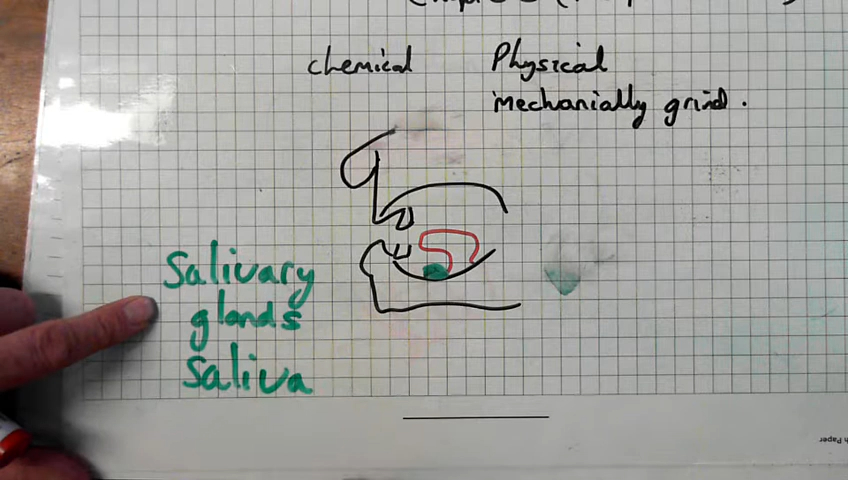 chemical Physical
mechanially grind.
Salivary
glands
Saliva